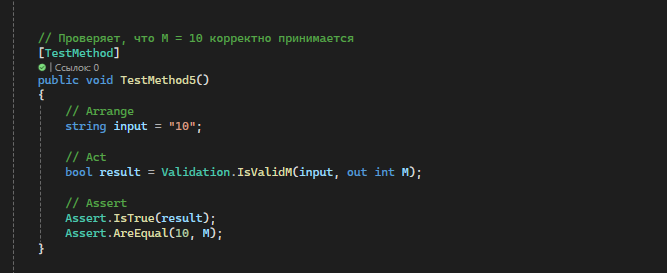 // Проверяет, что M = 10 корректно принимается
[TestMethod]
| Ссылок: 0
public void TestMethod5()
{
// Arrange
string input = "10";
// Act
bool result = Validation.IsValidM(input, out int M);
// Assert
Assert.IsTrue(result);
Assert.AreEqual(10, M);
}